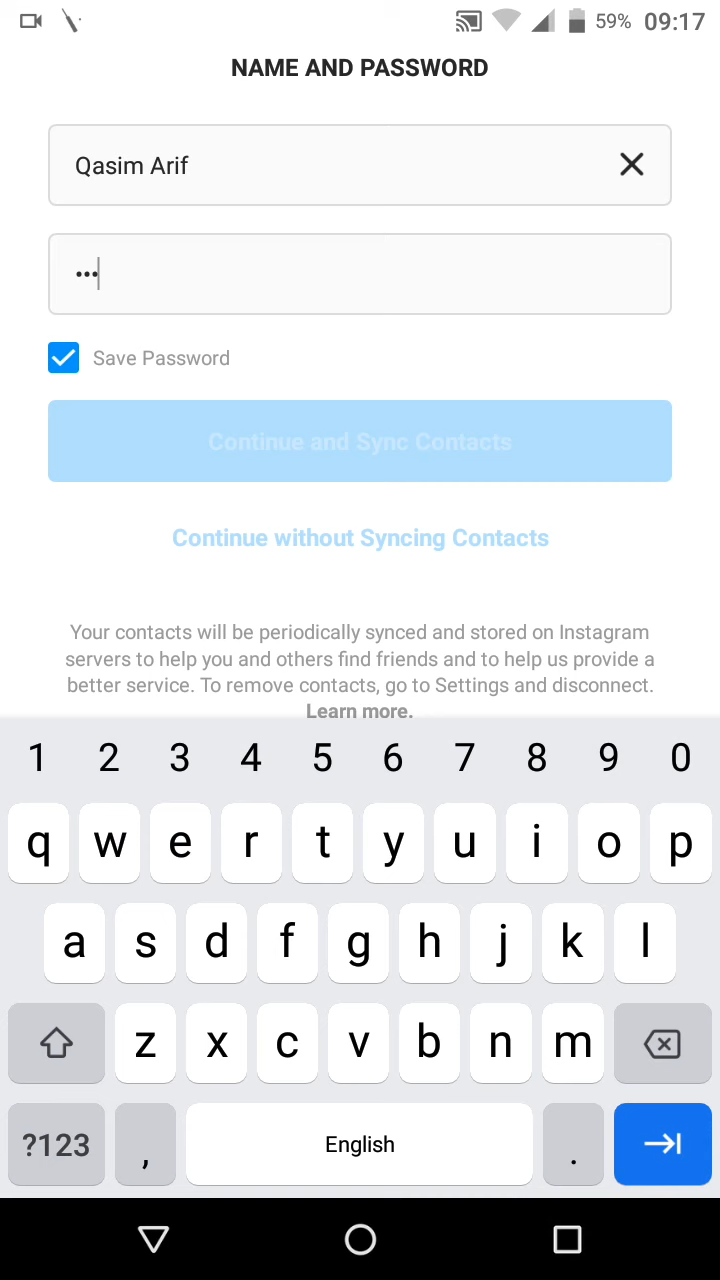 59% 09:17
NAME AND PASSWORD
Qasim Arif
•••
Save Password
Continue and Sync Contacts
Continue without Syncing Contacts
Your contacts will be periodically synced and stored on Instagram
servers to help you and others find friends and to help us provide a
better service. To remove contacts, go to Settings and disconnect.
Learn more.
1 2 3 4 5 6 7 8 9 0
q w e r t y u i o p
a s d f g h j k l
z x c v b n m
?123 , English .